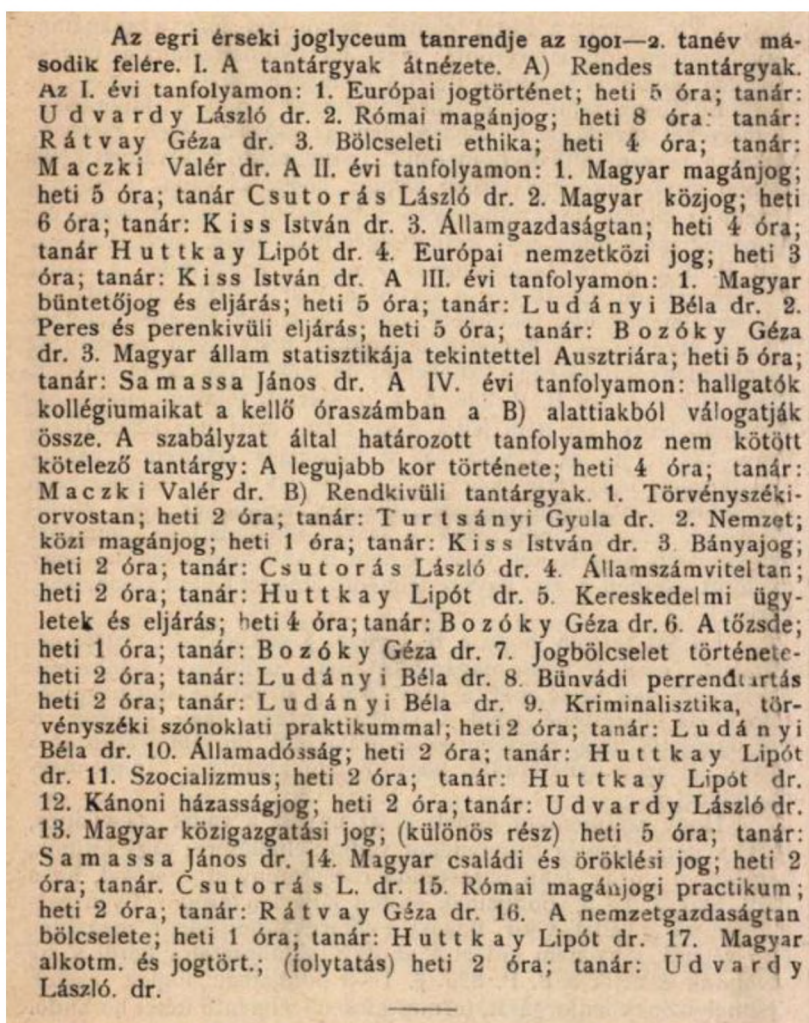 Az egri érseki joglyceum tanrendje az 1901—2. tanév má-
sodik felére. I. A tantárgyak átnézete. A) Rendes tantárgyak.
Az I. évi tanfolyamon: 1. Európai jogtörténet; heti 5 óra; tanár:
Udvardy László dr. 2. Római magánjog; heti 8 óra: tanár:
Rátvay Géza dr. 3. Bölcseleti ethika; heti 4 óra; tanár:
Maczki Valér dr. A II. évi tanfolyamon: 1. Magyar magánjog;
heti 5 óra; tanár Csutorás László dr. 2. Magyar közjog; heti
6 óra; tanár: Kiss István dr. 3. Államgazdaságtan; heti 4 óra;
tanár Huttkay Lipót dr. 4. Európai nemzetközi jog; heti 3
óra; tanár: Kiss István dr. A III. évi tanfolyamon: 1. Magyar
büntetőjog és eljárás; heti 5 óra; tanár: Ludányi Béla dr. 2.
Peres és perenkivüli eljárás; heti 5 óra; tanár: Bozóky Géza
dr. 3. Magyar állam statisztikája tekintettel Ausztriára; heti 5 óra;
tanár: Samassa János dr. A IV. évi tanfolyamon: hallgatók
kollégiumaikat a kellő óraszámban a B) alattiakból válogatják
össze. A szabályzat által határozott tanfolyamhoz nem kötött
kötelező tantárgy: A legujabb kor története; heti 4 óra; tanár:
Maczki Valér dr. B) Rendkivüli tantárgyak. 1. Törvényszéki-
orvostan; heti 2 óra; tanár: Turtsányi Gyula dr. 2. Nemzet;
közi magánjog; heti 1 óra; tanár: Kiss István dr. 3. Bányajog;
heti 2 óra; tanár: Csutorás László dr. 4. Államszámviteltan;
heti 2 óra; tanár: Huttkay Lipót dr. 5. Kereskedelmi ügy-
letek és eljárás; heti 4 óra; tanár: Bozóky Géza dr. 6. A tőzsde;
heti 1 óra; tanár: Bozóky Géza dr. 7. Jogbölcselet története-
heti 2 óra; tanár: Ludányi Béla dr. 8. Bünvádi perrendtartás
heti 2 óra; tanár: Ludányi Béla dr. 9. Kriminalisztika, tör-
vényszéki szónoklati praktikummal; heti 2 óra; tanár: Ludányi
Béla dr. 10. Államadósság; heti 2 óra; tanár: Huttkay Lipót
dr. 11. Szocializmus; heti 2 óra; tanár: Huttkay Lipót dr.
12. Kánoni házasságjog; heti 2 óra; tanár: Udvardy László dr.
13. Magyar közigazgatási jog; (különös rész) heti 5 óra; tanár:
Samassa János dr. 14. Magyar családi és öröklési jog; heti 2
óra; tanár. Csutorás L. dr. 15. Római magánjogi practikum;
heti 2 óra; tanár: Rátvay Géza dr. 16. A nemzetgazdaságtan
bölcselete; heti 1 óra; tanár: Huttkay Lipót dr. 17. Magyar
alkotm. és jogtört.; (folytatás) heti 2 óra; tanár: Udvardy
László. dr.